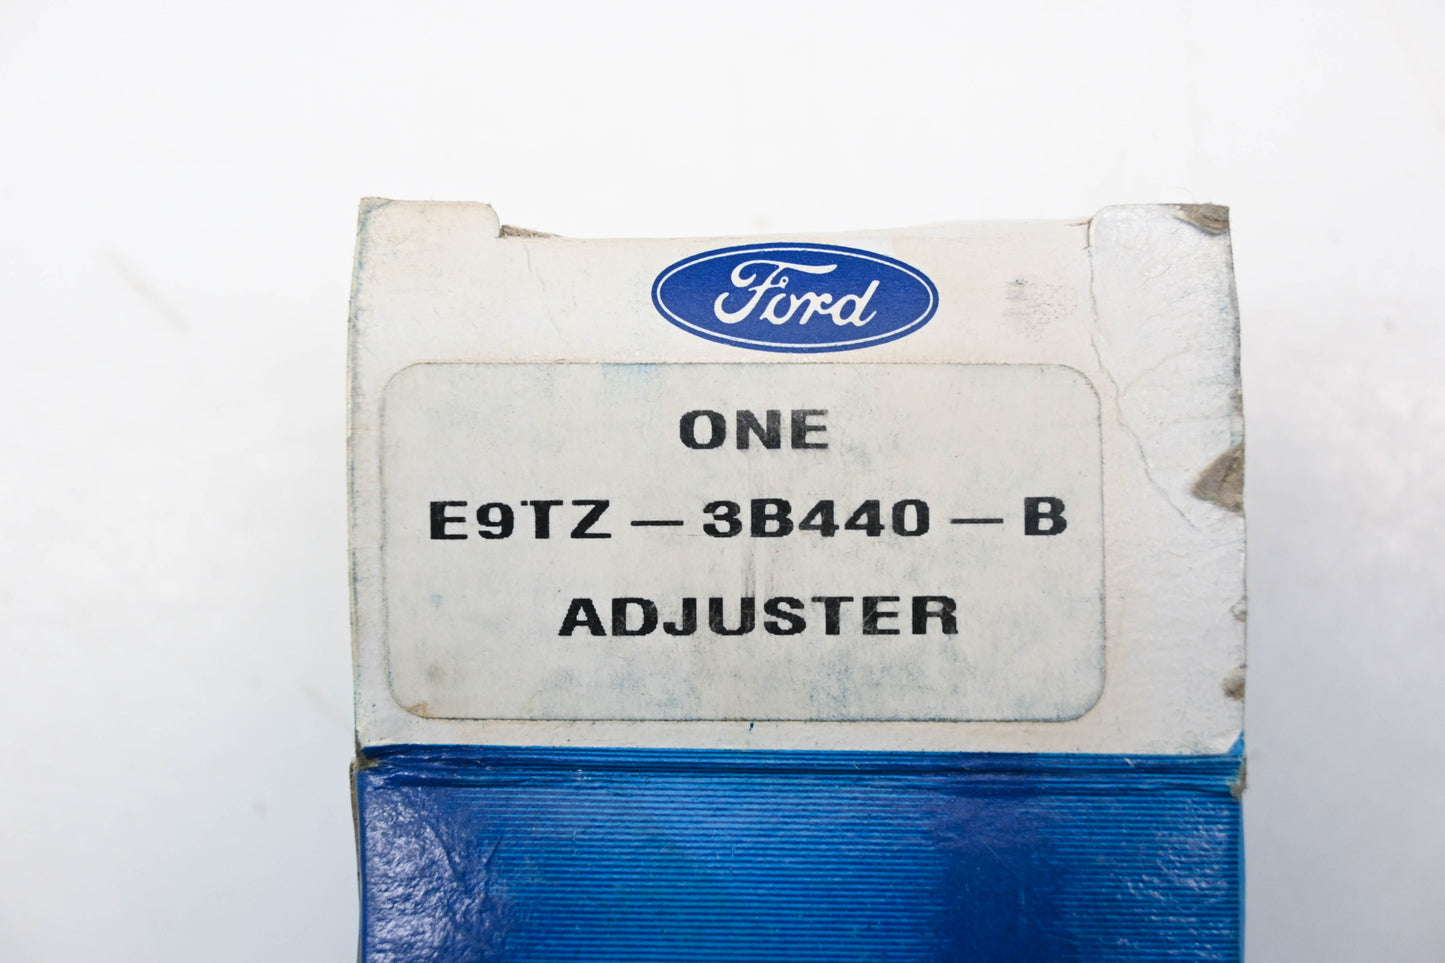 Ford
ONE
E9TZ - 3B440 - B
ADJUSTER